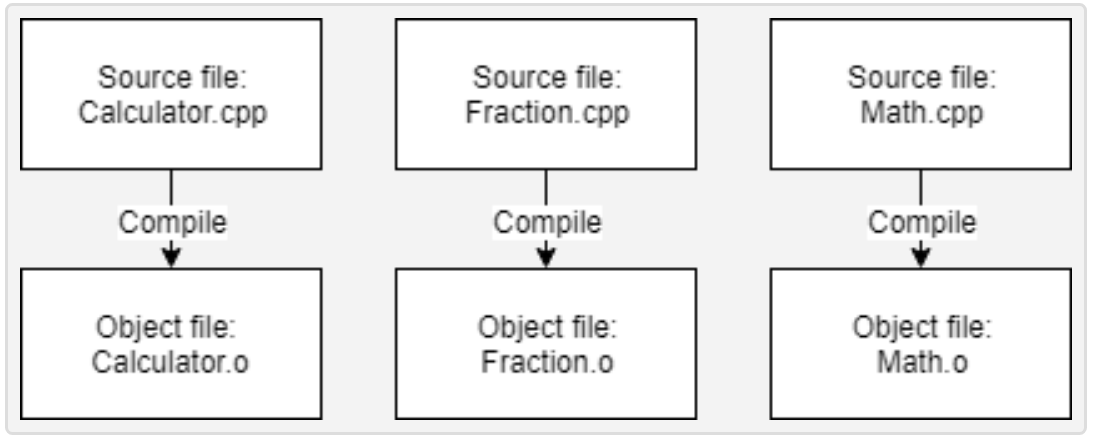 Source file:
Calculator.cpp
Source file:
Fraction.cpp
Source file:
Math.cpp
Compile
Compile
Compile
Object file:
Calculator.o
Object file:
Fraction.o
Object file:
Math.o